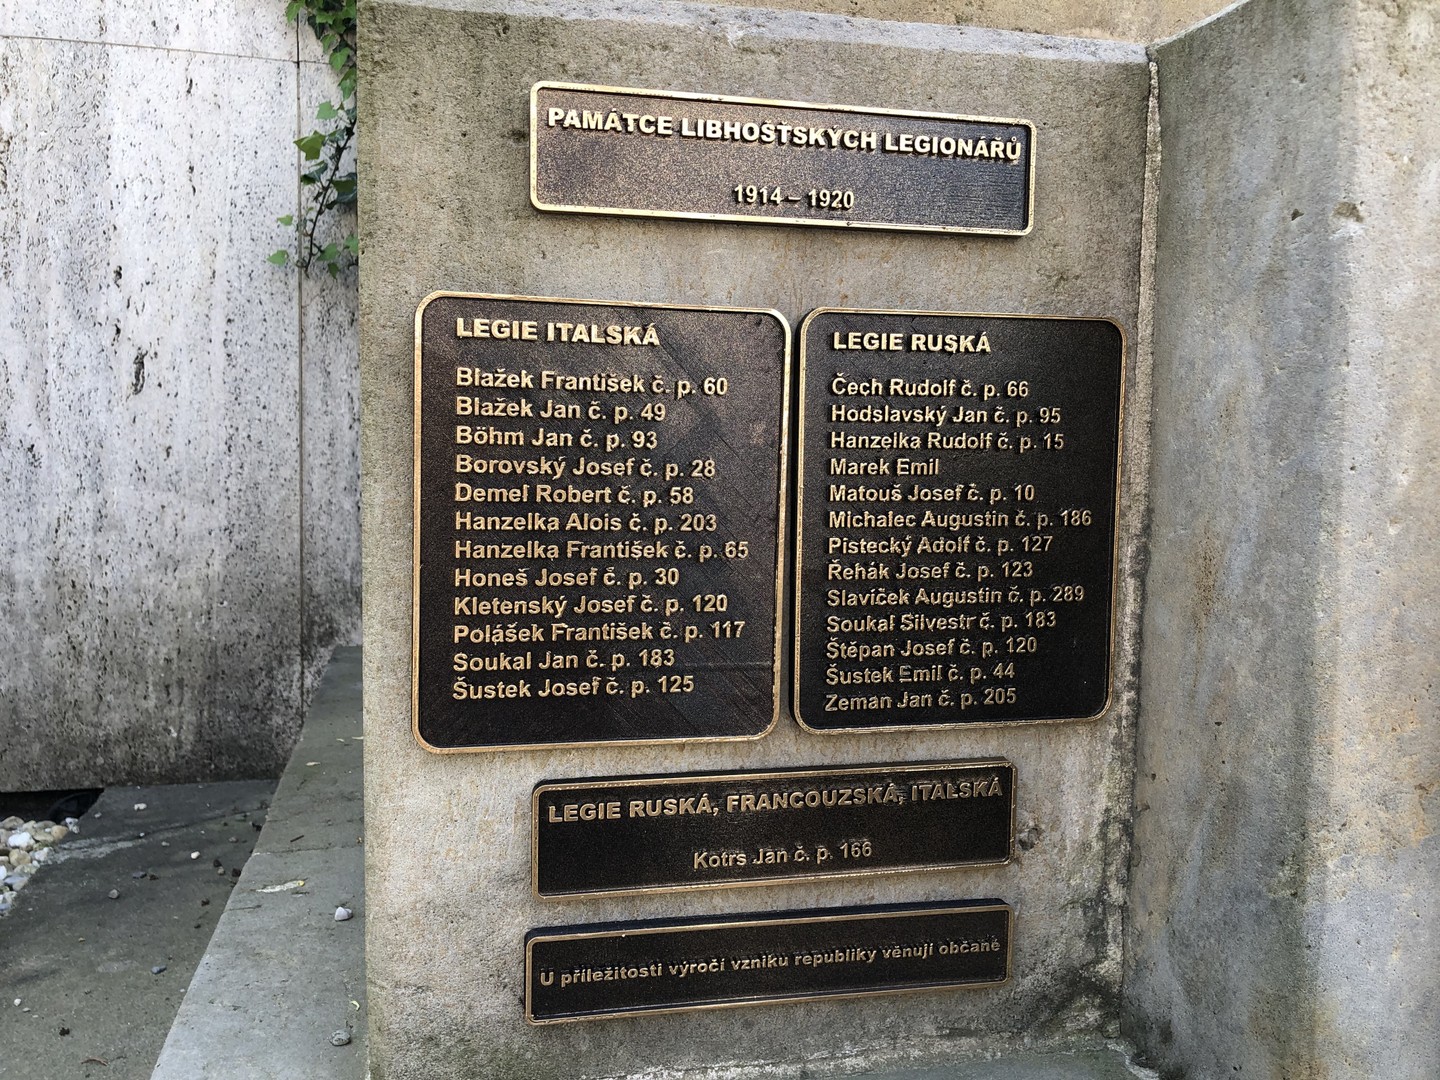 PAMÁTCE LIBHOŠŤSKÝCH LEGIONÁŘŮ
1914 – 1920
LEGIE ITALSKÁ
Blažek František č. p. 60
Blažek Jan č. p. 49
Böhm Jan č. p. 93
Borovský Josef č. p. 28
Demel Robert č. p. 58
Hanzelka Alois č. p. 203
Hanzelka František č. p. 65
Honeš Josef č. p. 30
Kletenský Josef č. p. 120
Polášek František č. p. 117
Soukal Jan č. p. 183
Šustek Josef č. p. 125
LEGIE RUSKÁ
Čech Rudolf č. p. 66
Hodslavský Jan č. p. 95
Hanzelka Rudolf č. p. 15
Marek Emil
Matouš Josef č. p. 10
Michalec Augustin č. p. 186
Pistecký Adolf č. p. 127
Řehák Josef č. p. 123
Slavíček Augustin č. p. 289
Soukal Silvestr č. p. 183
Štěpan Josef č. p. 120
Šustek Emil č. p. 44
Zeman Jan č. p. 205
LEGIE RUSKÁ, FRANCOUZSKÁ, ITALSKÁ
Kotrs Jan č. p. 166
U příležitosti výročí vzniku republiky věnují občané